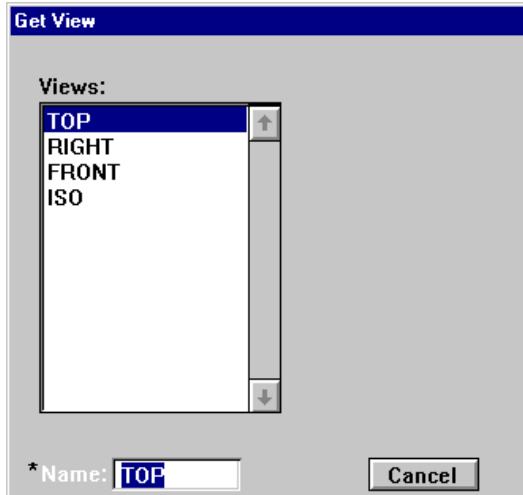 Get View
Views:
TOP
RIGHT
FRONT
ISO
*Name: TOP
Cancel